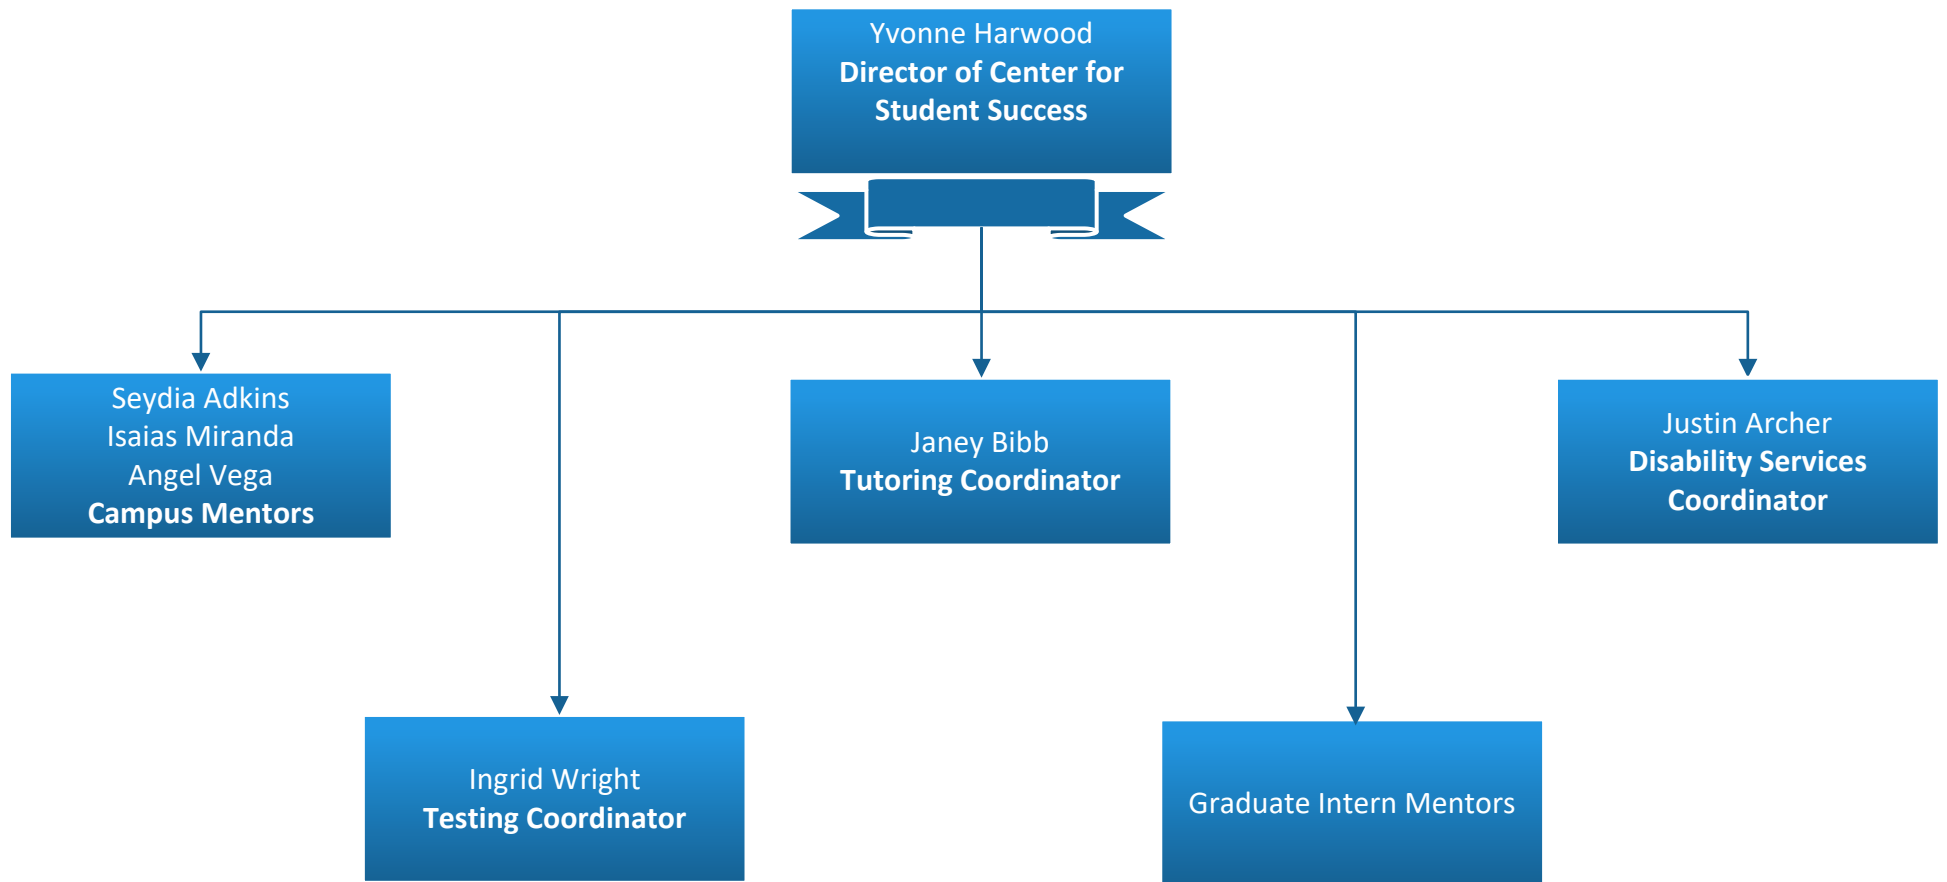 Yvonne Harwood
Director of Center for
Student Success
Seydia Adkins
Isaias Miranda
Angel Vega
Campus Mentors
Janey Bibb
Tutoring Coordinator
Justin Archer
Disability Services
Coordinator
Ingrid Wright
Testing Coordinator
Graduate Intern Mentors